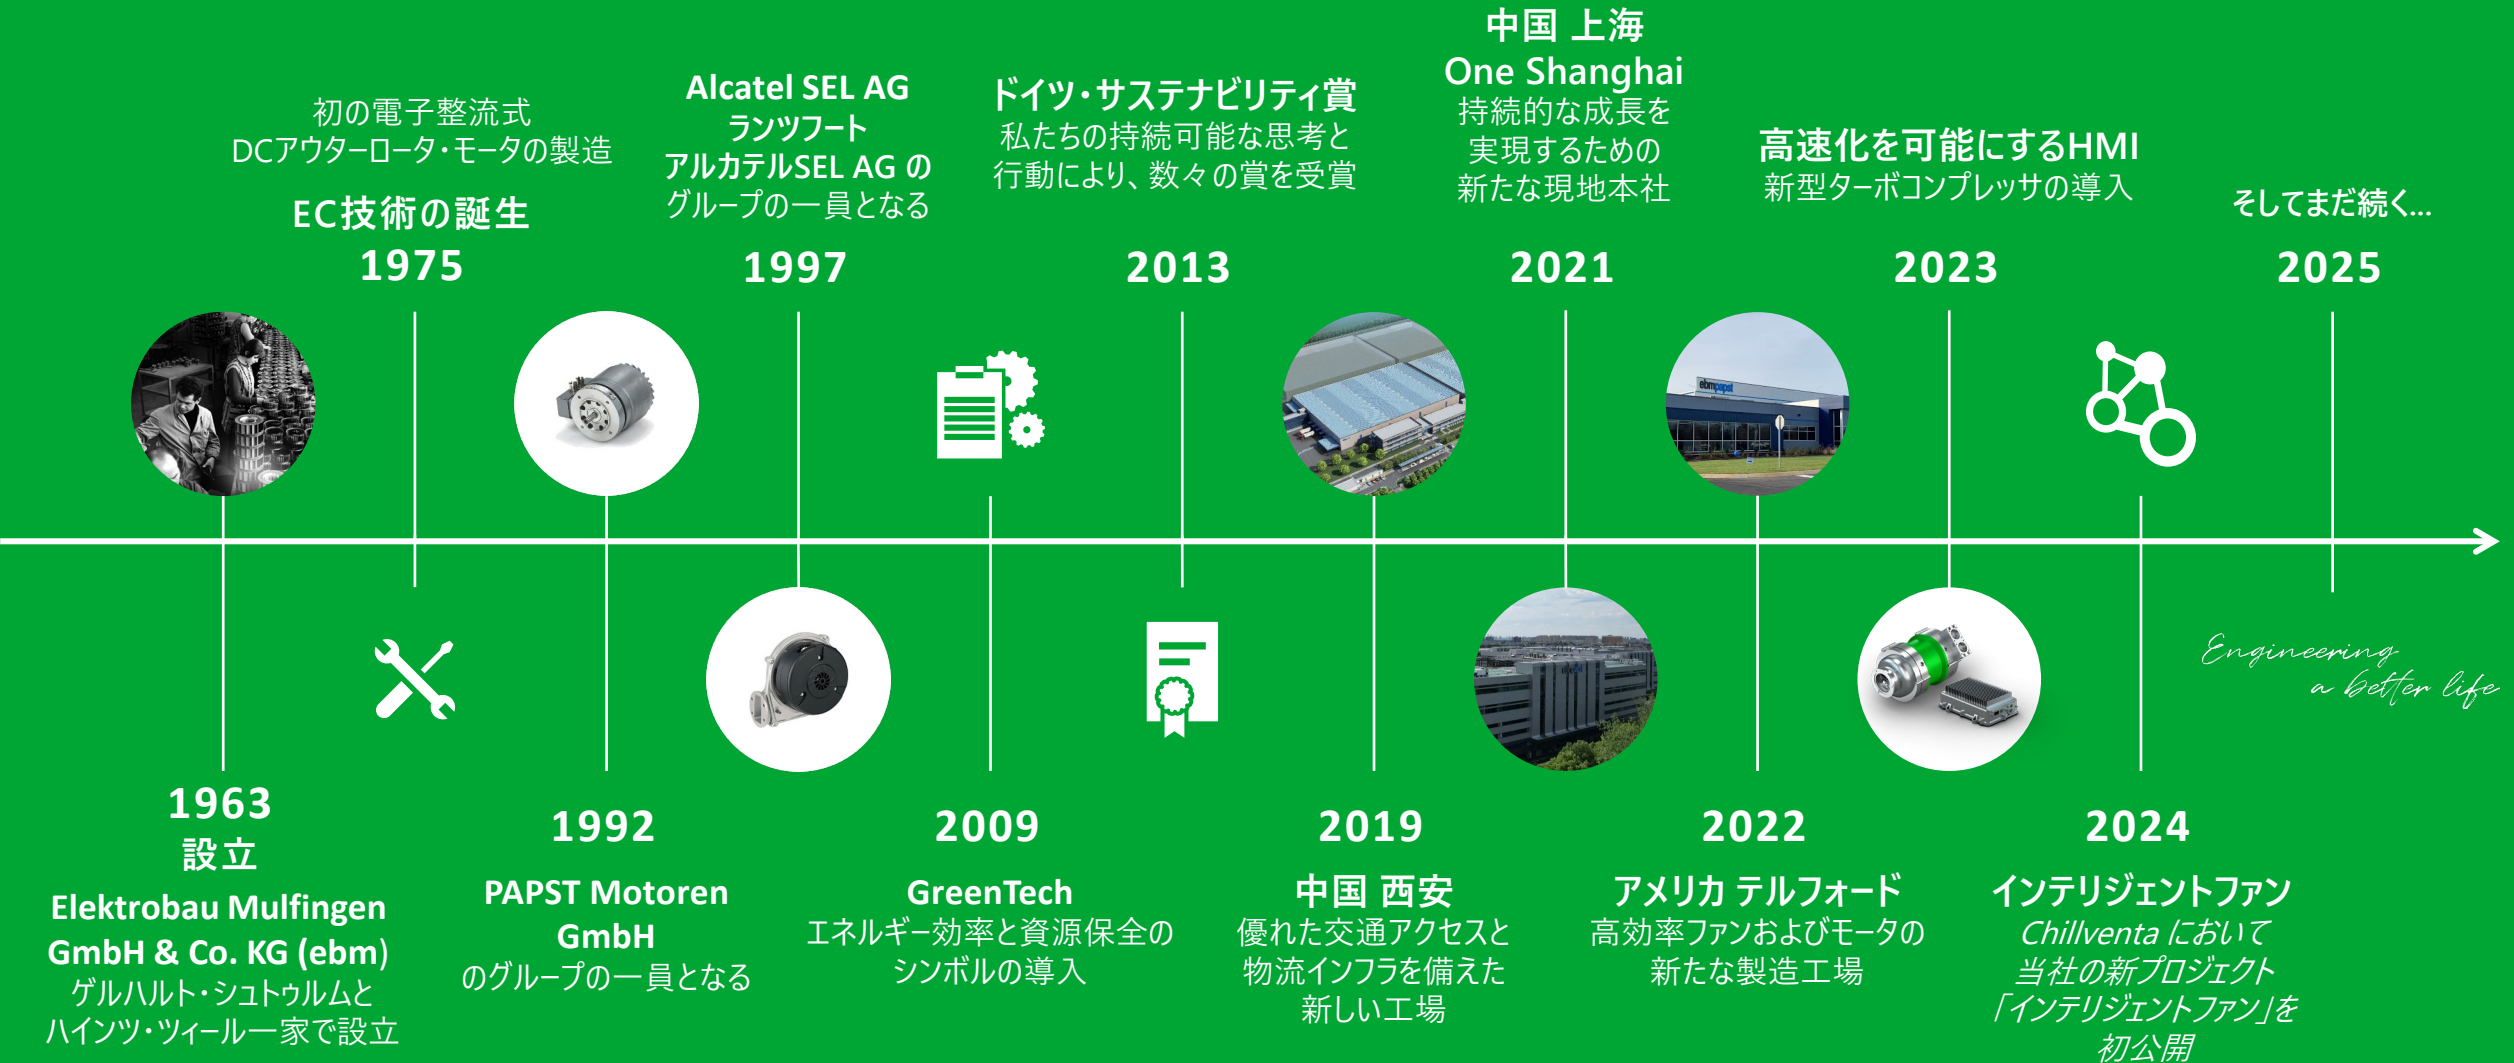 初の電子整流式
DCアウターロータ・モータの製造
EC技術の誕生
1975
Alcatel SEL AG
ランツフート
アルカテルSEL AG の
グループの一員となる
1997
ドイツ・サステナビリティ賞
私たちの持続可能な思考と
行動により、数々の賞を受賞
2013
中国 上海
One Shanghai
持続的な成長を
実現するための
新たな現地本社
2021
高速化を可能にするHMI
新型ターボコンプレッサの導入
2023
そしてまだ続く...
2025
ebmpapst
ebmpapst
Engineering
a better life
1963
設立
Elektrobau Mulfingen
GmbH & Co. KG (ebm)
ゲルハルト・シュトゥルムと
ハインツ・ツィール一家で設立
1992
PAPST Motoren
GmbH
のグループの一員となる
2009
GreenTech
エネルギー効率と資源保全の
シンボルの導入
2019
中国 西安
優れた交通アクセスと
物流インフラを備えた
新しい工場
2022
アメリカ テルフォード
高効率ファンおよびモータの
新たな製造工場
2024
インテリジェントファン
Chillventa において
当社の新プロジェクト
「インテリジェントファン」を
初公開